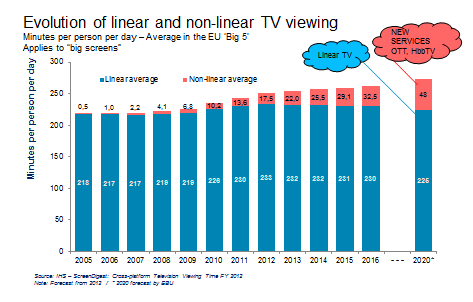 Evolution of linear and non-linear TV viewing
Minutes per person per day – Average in the EU 'Big 5'
Applies to "big screens"
NEW
SERVICES
OTT, HbbTV
Linear TV
Minutes per person per day
300
250
200
150
100
50
0
Linear average
Non-linear average
0,5 1,0 2,2 4,1 6,8 10,2 13,6 17,5 22,0 25,5 29,1 32,5 48
218 217 217 219 219 226 230 233 232 232 231 230 225
2005 2006 2007 2008 2009 2010 2011 2012 2013 2014 2015 2016 --- 2020*
Source: IHS – ScreenDigest: Cross-platform Television Viewing Time FY 2012
Note: Forecast from 2012 / * 2020 forecast by EBU